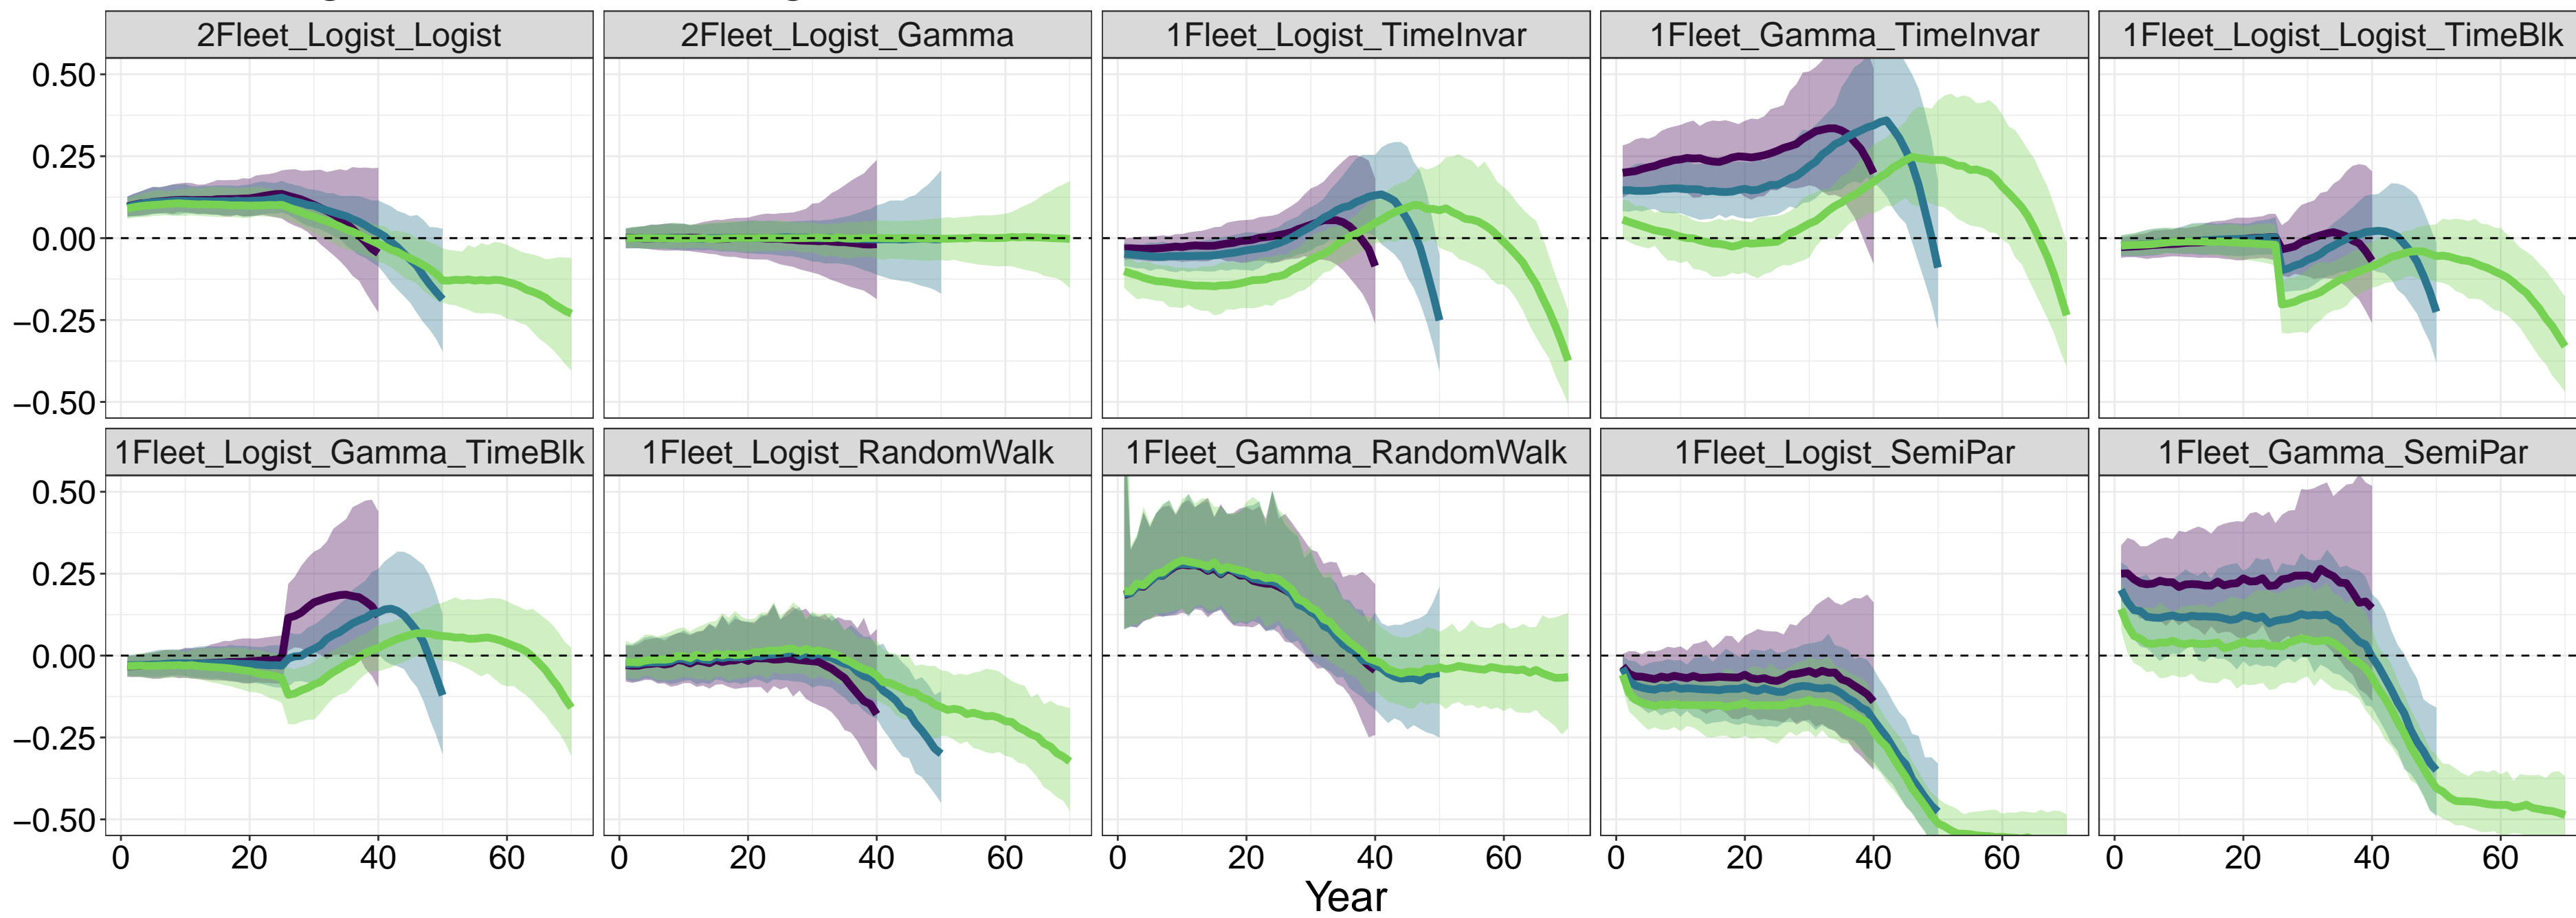 2Fleet_Logist_Logist 2Fleet_Logist_Gamma 1Fleet_Logist_TimeInvar 1Fleet_Gamma_TimeInvar 1Fleet_Logist_Logist_TimeBlk
0.50
0.25
0.00
−0.25
−0.50
1Fleet_Logist_Gamma_TimeBlk 1Fleet_Logist_RandomWalk 1Fleet_Gamma_RandomWalk 1Fleet_Logist_SemiPar 1Fleet_Gamma_SemiPar
0.50
0.25
0.00
−0.25
−0.50
0 20 40 60 0 20 40 60 0 20 40 60 0 20 40 60 0 20 40 60
Year